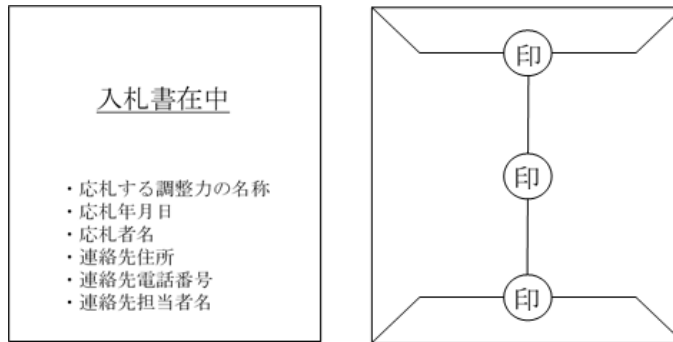 入札書在中
・応札する調整力の名称
・応札年月日
・応札者名
・連絡先住所
・連絡先電話番号
・連絡先担当者名
印
印
印